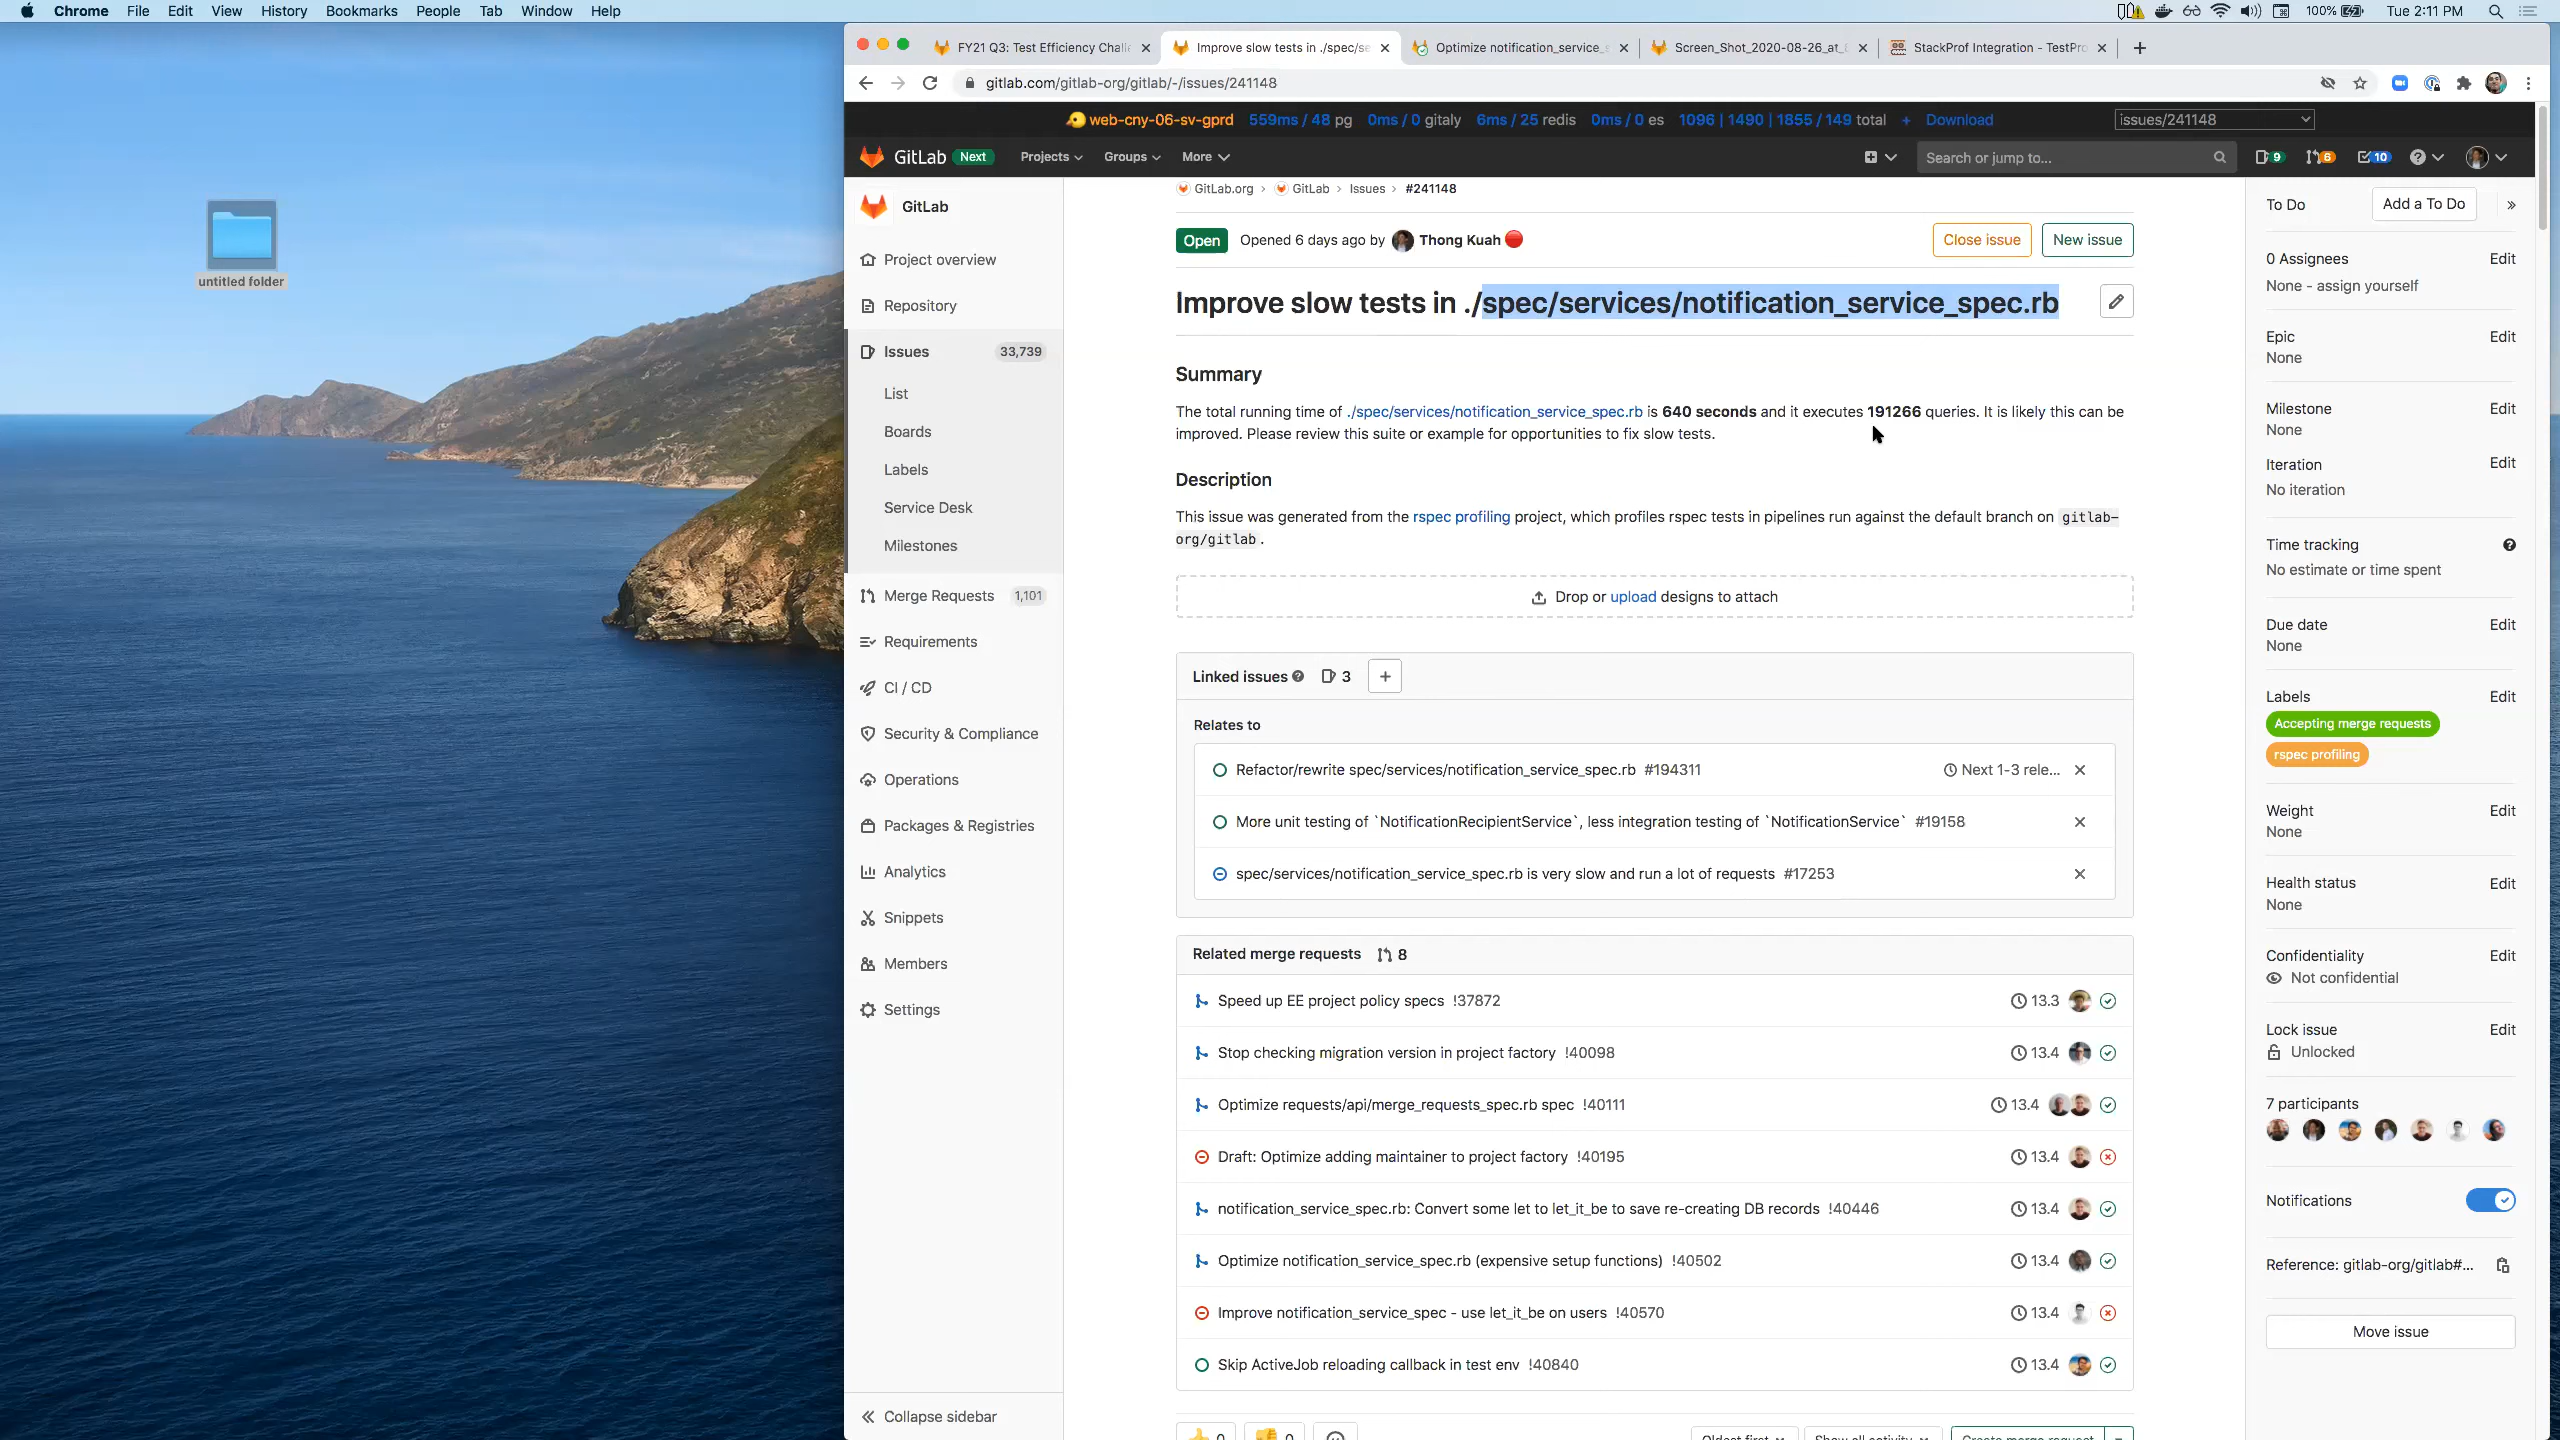 Chrome File Edit View History Bookmarks People Tab Window Help
100% Tue 2:11 PM
untitled folder
FY21 Q3: Test Efficiency Challe
Improve slow tests in ./spec/se
Optimize notification_service_s
Screen_Shot_2020-08-26_at_
StackProf Integration - TestPro
gitlab.com/gitlab-org/gitlab/-/issues/241148
web-cny-06-sv-gprd 559ms / 48 pg 0ms / 0 gitaly 6ms / 25 redis 0ms / 0 es 1096 | 1490 | 1855 / 149 total + Download issues/241148
GitLab Next Projects Groups More Search or jump to... 9 6 10
GitLab
Project overview
Repository
Issues 33,739
List
Boards
Labels
Service Desk
Milestones
Merge Requests 1,101
Requirements
CI / CD
Security & Compliance
Operations
Packages & Registries
Analytics
Snippets
Members
Settings
Collapse sidebar
GitLab.org › GitLab › Issues › #241148
Open Opened 6 days ago by Thong Kuah
Close issue New issue
Improve slow tests in ./spec/services/notification_service_spec.rb
Summary
The total running time of ./spec/services/notification_service_spec.rb is 640 seconds and it executes 191266 queries. It is likely this can be
improved. Please review this suite or example for opportunities to fix slow tests.
Description
This issue was generated from the rspec profiling project, which profiles rspec tests in pipelines run against the default branch on gitlab-
org/gitlab .
Drop or upload designs to attach
Linked issues 3 +
Relates to
Refactor/rewrite spec/services/notification_service_spec.rb #194311 Next 1-3 rele...
More unit testing of `NotificationRecipientService`, less integration testing of `NotificationService` #19158
spec/services/notification_service_spec.rb is very slow and run a lot of requests #17253
Related merge requests 8
Speed up EE project policy specs !37872 13.3
Stop checking migration version in project factory !40098 13.4
Optimize requests/api/merge_requests_spec.rb spec !40111 13.4
Draft: Optimize adding maintainer to project factory !40195 13.4
notification_service_spec.rb: Convert some let to let_it_be to save re-creating DB records !40446 13.4
Optimize notification_service_spec.rb (expensive setup functions) !40502 13.4
Improve notification_service_spec - use let_it_be on users !40570 13.4
Skip ActiveJob reloading callback in test env !40840 13.4
0 0 Oldest first Show all activity Create merge request
To Do Add a To Do »
0 Assignees Edit
None - assign yourself
Epic Edit
None
Milestone Edit
None
Iteration Edit
No iteration
Time tracking
No estimate or time spent
Due date Edit
None
Labels Edit
Accepting merge requests
rspec profiling
Weight Edit
None
Health status Edit
None
Confidentiality Edit
Not confidential
Lock issue Edit
Unlocked
7 participants
Notifications
Reference: gitlab-org/gitlab#...
Move issue